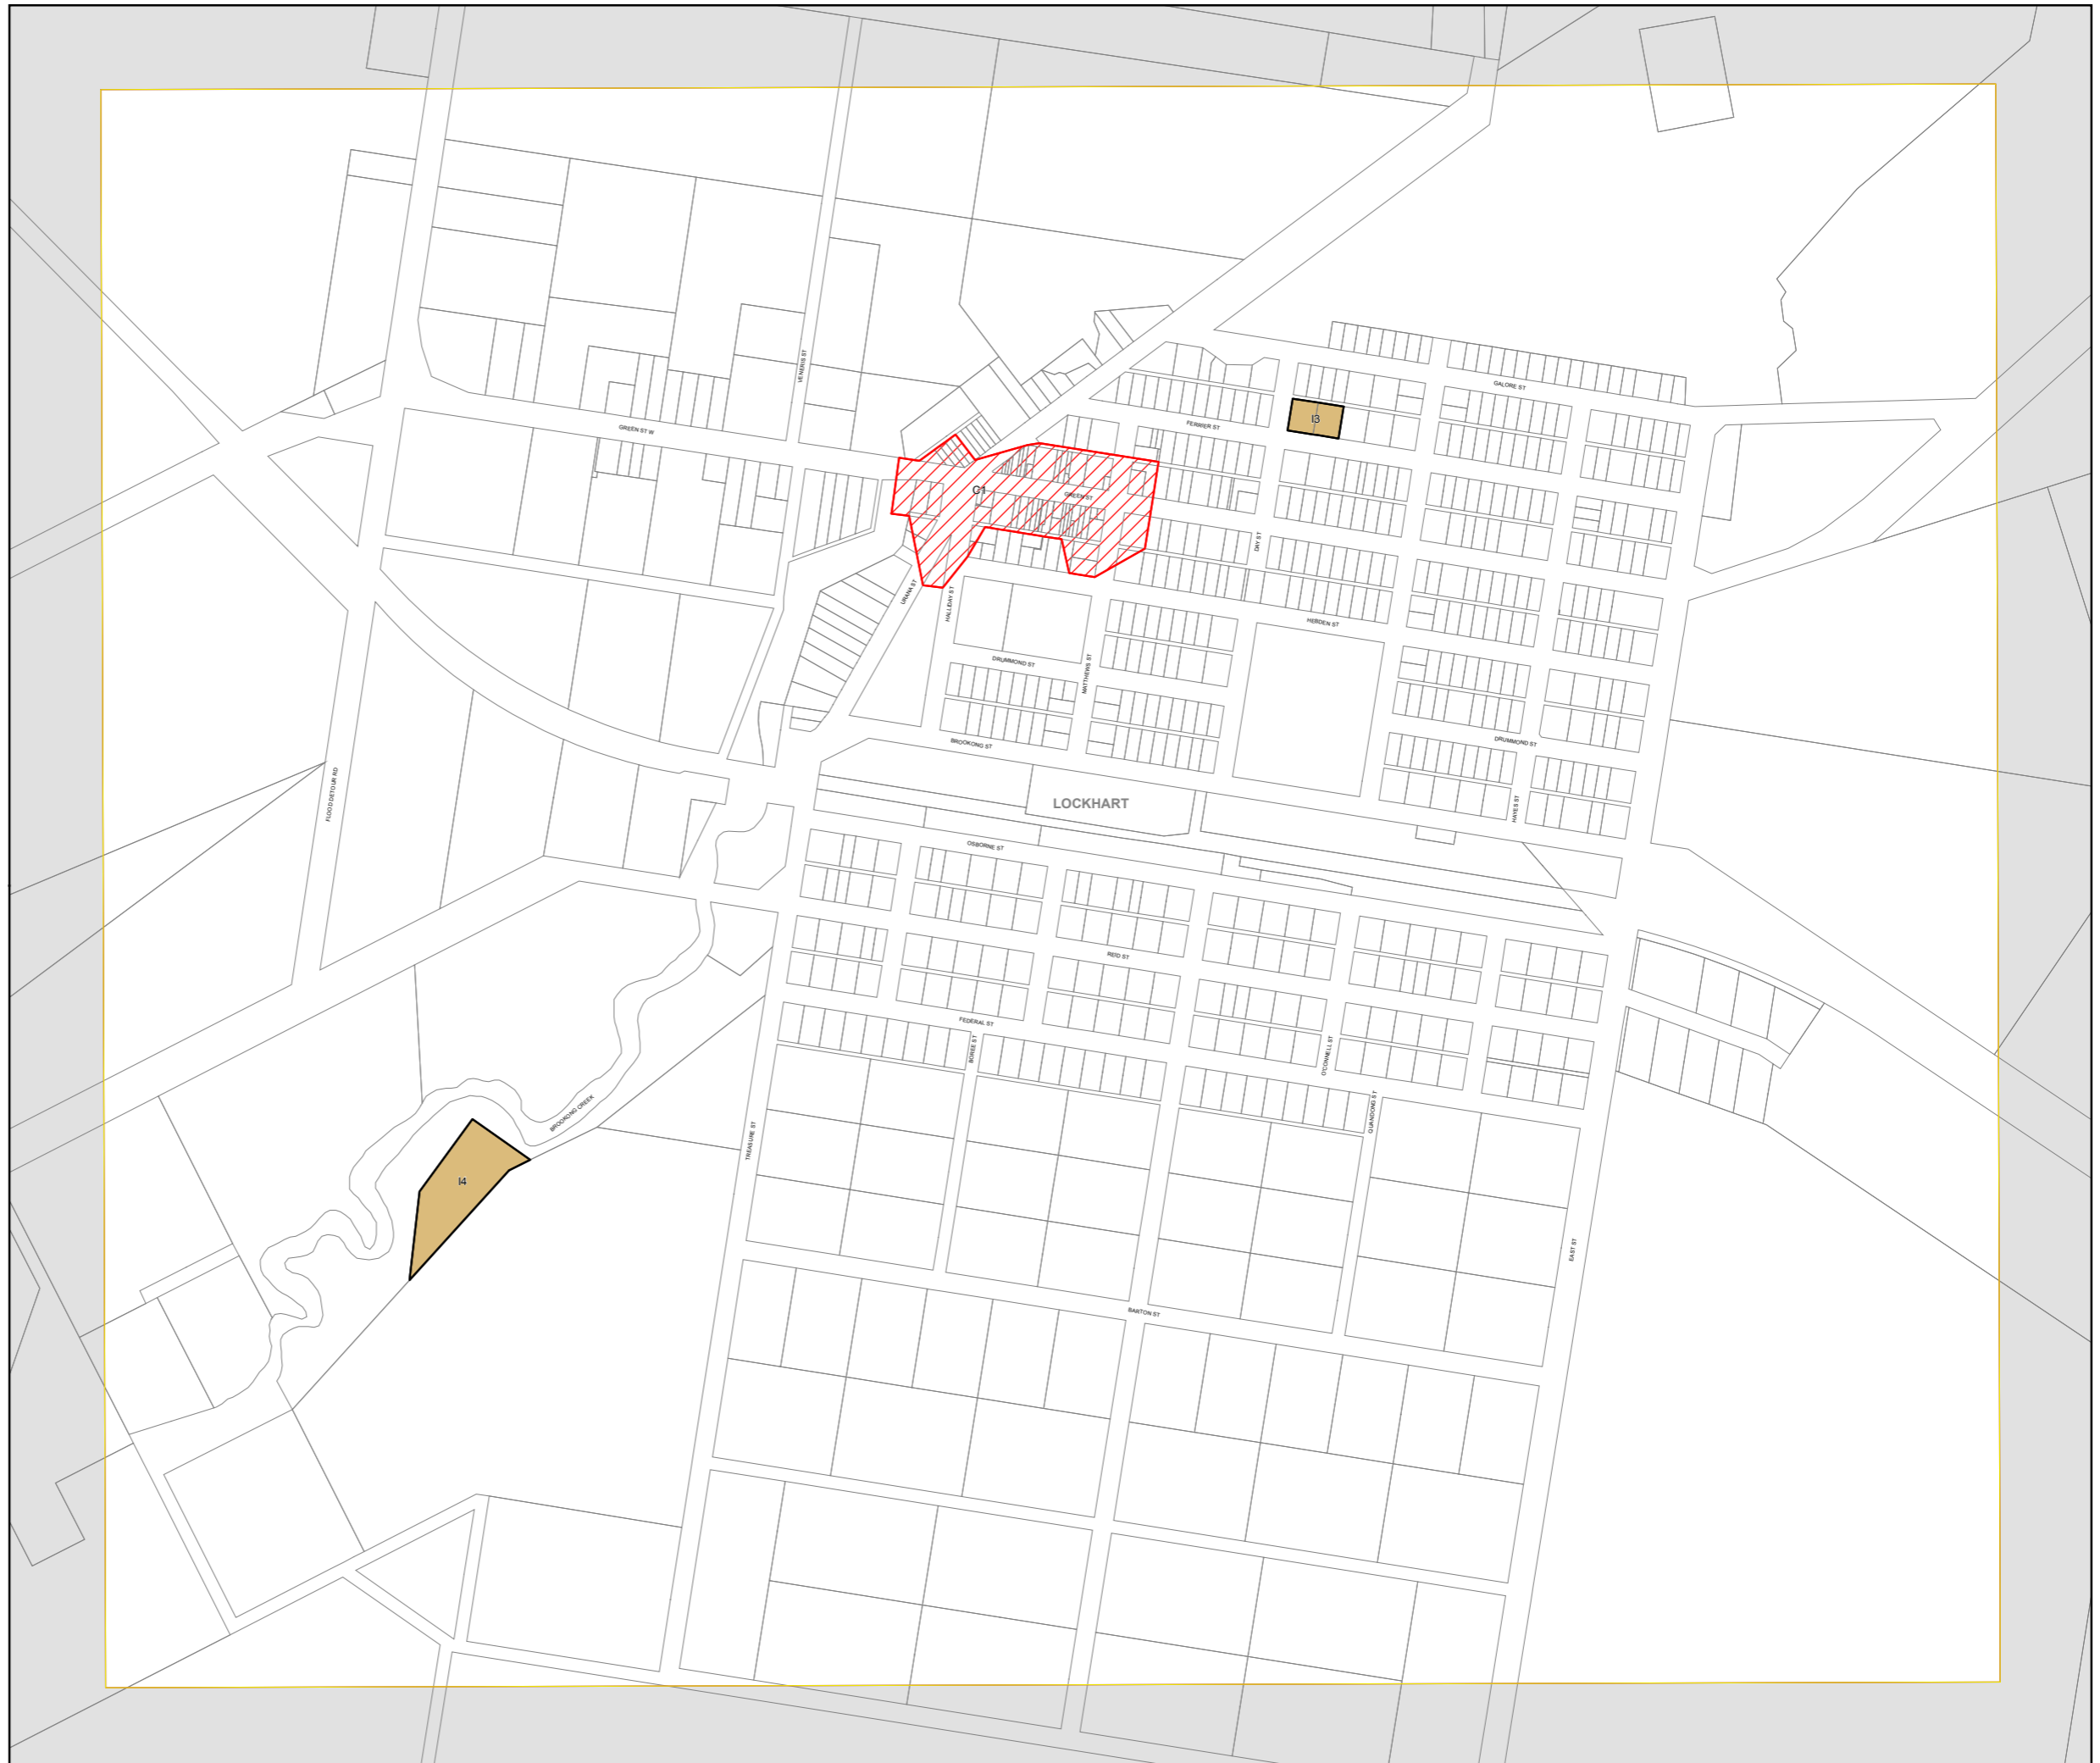 VENERIS ST
GALORE ST
GREEN ST W
I3
FERRIER ST
C1
GREEN ST
DAY ST
URANA ST
HALLIDAY ST
HEBDEN ST
DRUMMOND ST
MATTHEWS ST
BROOKONG ST
DRUMMOND ST
FLOOD DETOUR RD
LOCKHART
HAYES ST
OSBORNE ST
REID ST
FEDERAL ST
BOREE ST
O'CONNELL ST
BROOKONG CREEK
QUANDONG ST
TREASURE ST
I4
EAST ST
BARTON ST